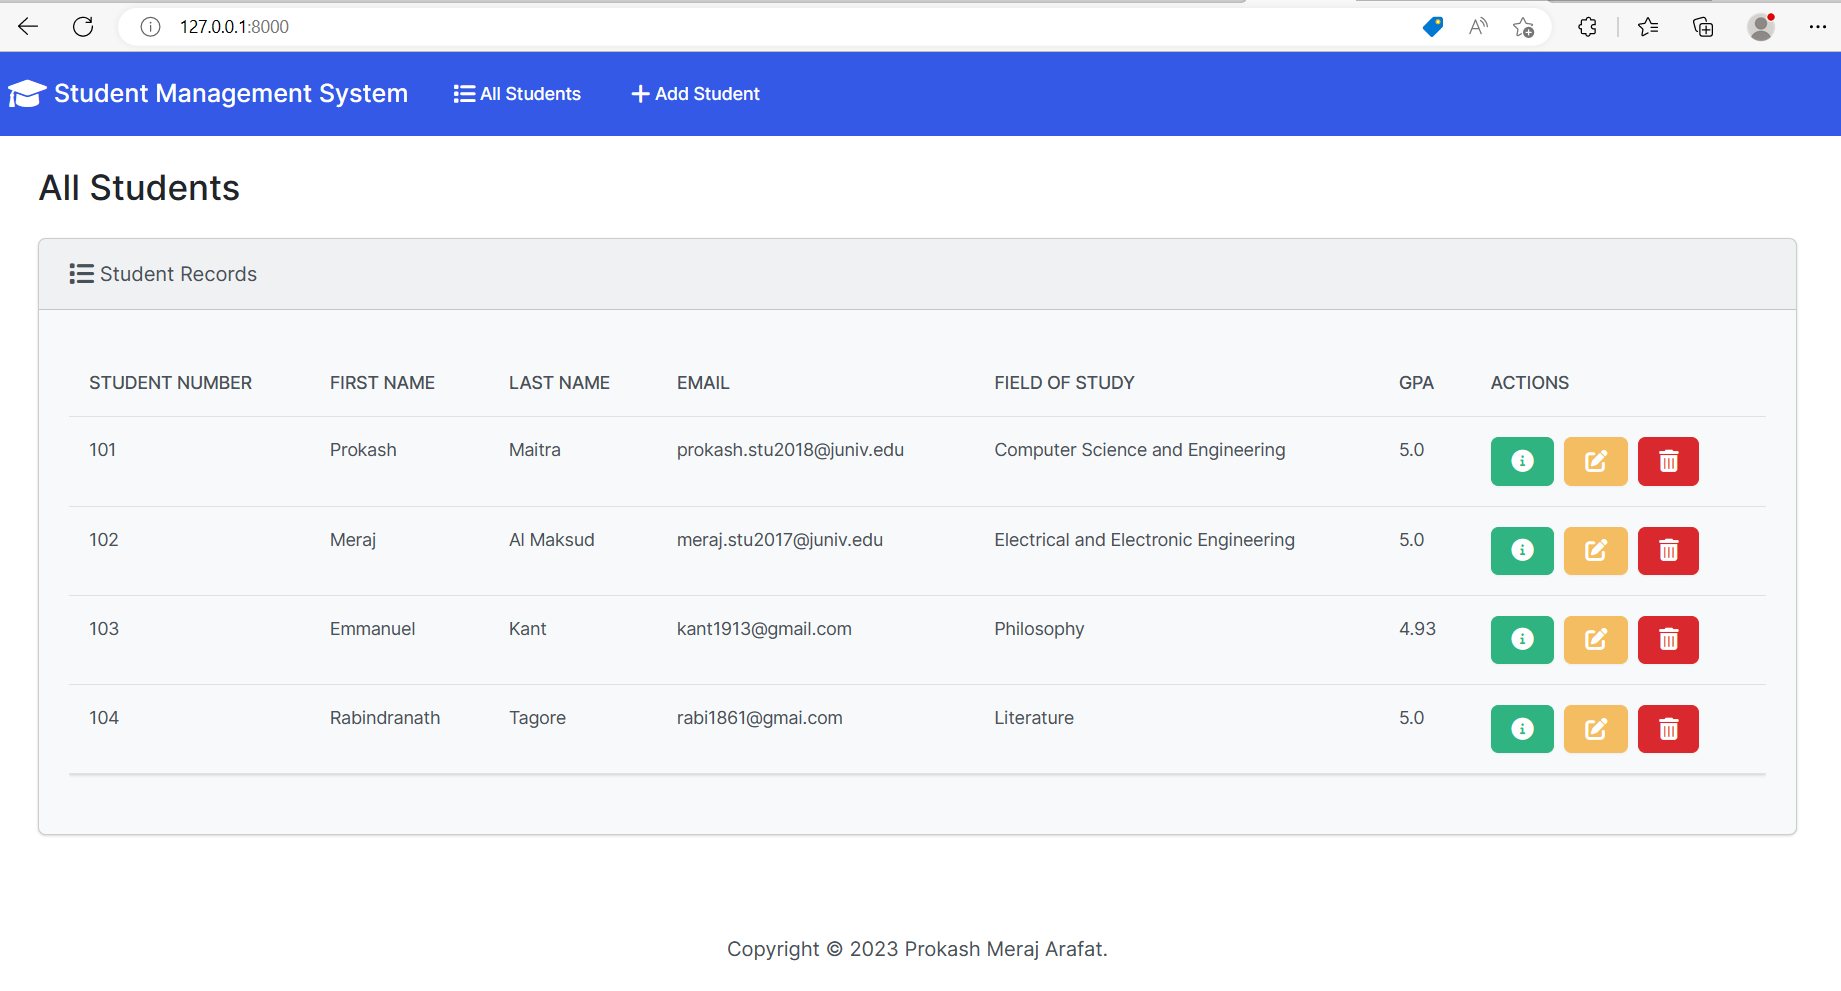 127.0.0.1:8000
Student Management System All Students Add Student
All Students
Student Records
STUDENT NUMBER FIRST NAME LAST NAME EMAIL FIELD OF STUDY GPA ACTIONS
101 Prokash Maitra prokash.stu2018@juniv.edu Computer Science and Engineering 5.0
102 Meraj Al Maksud meraj.stu2017@juniv.edu Electrical and Electronic Engineering 5.0
103 Emmanuel Kant kant1913@gmail.com Philosophy 4.93
104 Rabindranath Tagore rabi1861@gmai.com Literature 5.0
Copyright © 2023 Prokash Meraj Arafat.